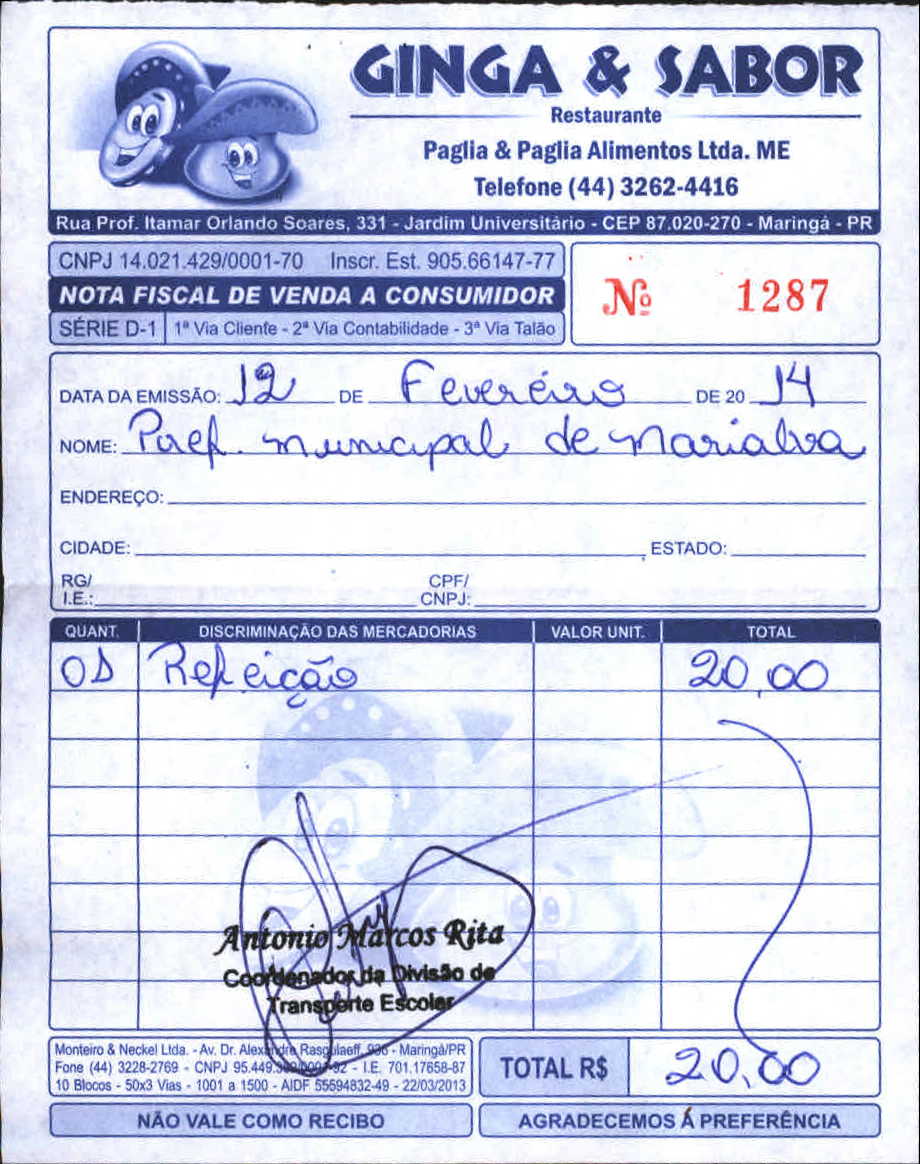 GINGA & SABOR
Restaurante
Paglia & Paglia Alimentos Ltda. ME
Telefone (44) 3262-4416
Rua Prof. Itamar Orlando Soares, 331 - Jardim Universitário - CEP 87.020-270 - Maringá - PR
CNPJ 14.021.429/0001-70 Inscr. Est. 905.66147-77
NOTA FISCAL DE VENDA A CONSUMIDOR
SÉRIE D-1 1ª Via Cliente - 2ª Via Contabilidade - 3ª Via Talão
Nº 1287
DATA DA EMISSÃO: 12 DE Fevereiro DE 20 14
NOME: Pref. Municipal de Marialva
ENDEREÇO:
CIDADE: ESTADO:
RG/ CPF/
I.E.: CNPJ:
QUANT. DISCRIMINAÇÃO DAS MERCADORIAS VALOR UNIT. TOTAL
01 Refeição 20,00
Antonio Marcos Rita
Coordenador da Divisão de
Transporte Escolar
Monteiro & Neckel Ltda. - Av. Dr. Alexandre Rasgulaeff, - Maringá/PR
Fone (44) 3228-2769 - CNPJ - I.E. 701.17658-87
10 Blocos - 50x3 Vias - 1001 a 1500 - AIDF 55594832-49 - 22/03/2013
TOTAL R$ 20,00
NÃO VALE COMO RECIBO
AGRADECEMOS Á PREFERÊNCIA